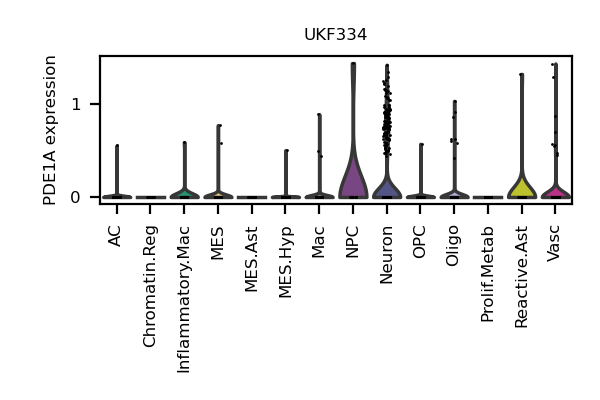 UKF334
PDE1A expression
1
0
AC
Chromatin.Reg
Inflammatory.Mac
MES
MES.Ast
MES.Hyp
Mac
NPC
Neuron
OPC
Oligo
Prolif.Metab
Reactive.Ast
Vasc